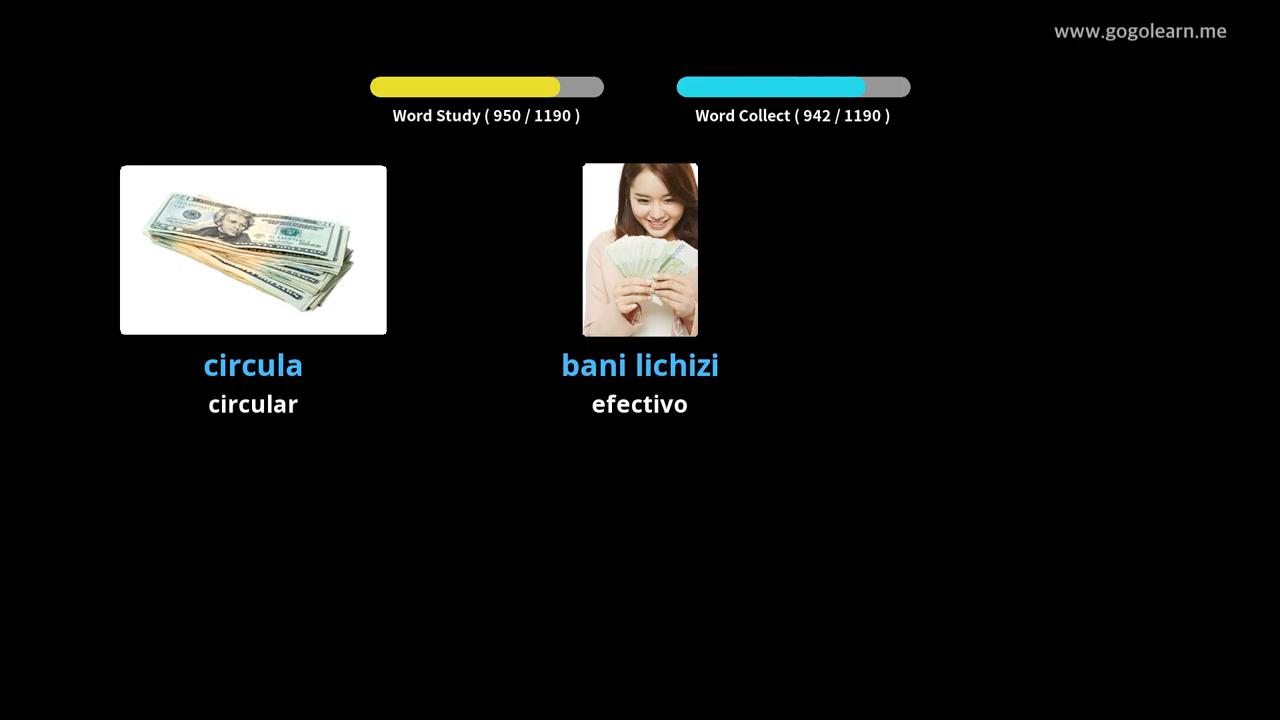 www.gogolearn.me
Word Study ( 950 / 1190 )
Word Collect ( 942 / 1190 )
circula
circular
bani lichizi
efectivo